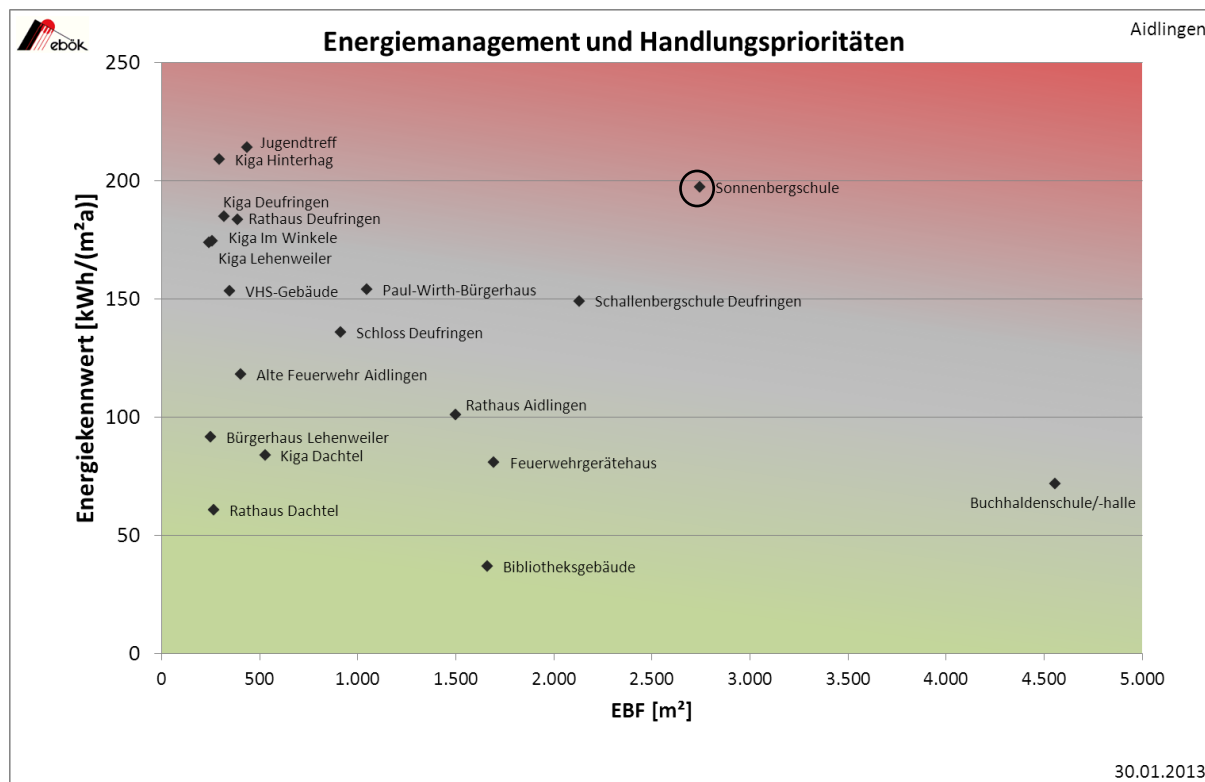 ebök
Energiemanagement und Handlungsprioritäten
Aidlingen
Energiekennwert [kWh/(m²a)]
250
200
150
100
50
0
Jugendtreff
Kiga Hinterhag
Sonnenbergschule
Kiga Deufringen
Rathaus Deufringen
Kiga Im Winkele
Kiga Lehenweiler
VHS-Gebäude
Paul-Wirth-Bürgerhaus
Schallenbergschule Deufringen
Schloss Deufringen
Alte Feuerwehr Aidlingen
Rathaus Aidlingen
Bürgerhaus Lehenweiler
Kiga Dachtel
Feuerwehrgerätehaus
Buchhaldenschule/-halle
Rathaus Dachtel
Bibliotheksgebäude
0 500 1.000 1.500 2.000 2.500 3.000 3.500 4.000 4.500 5.000
EBF [m²]
30.01.2013